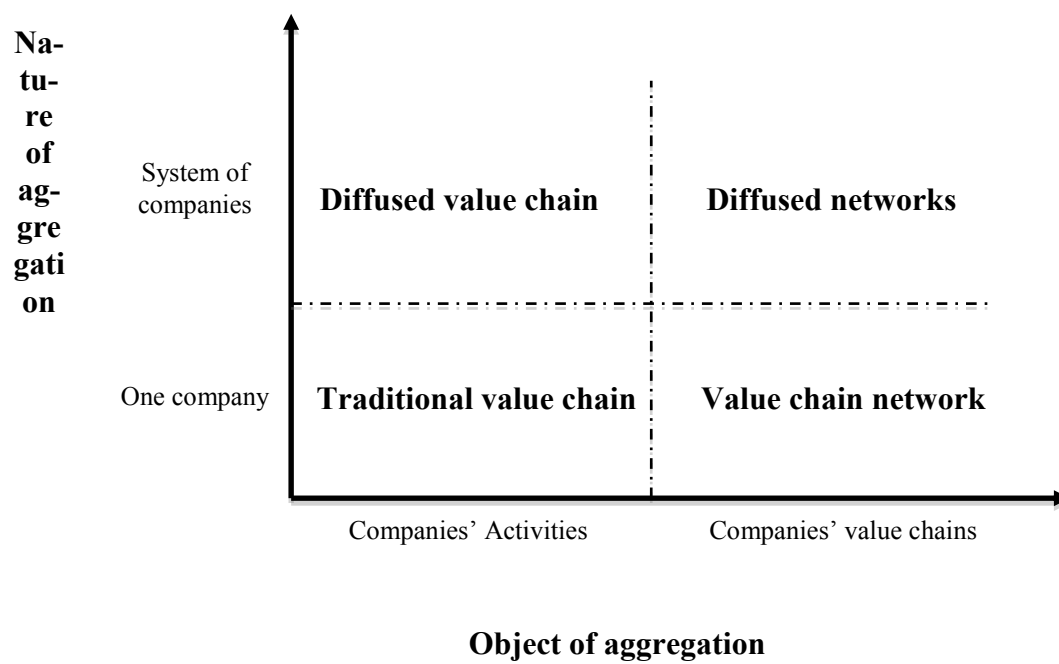 Na-
tu-
re
of
ag-
gre
gati
on
System of
companies
Diffused value chain
Diffused networks
One company
Traditional value chain
Value chain network
Companies’ Activities
Companies’ value chains
Object of aggregation